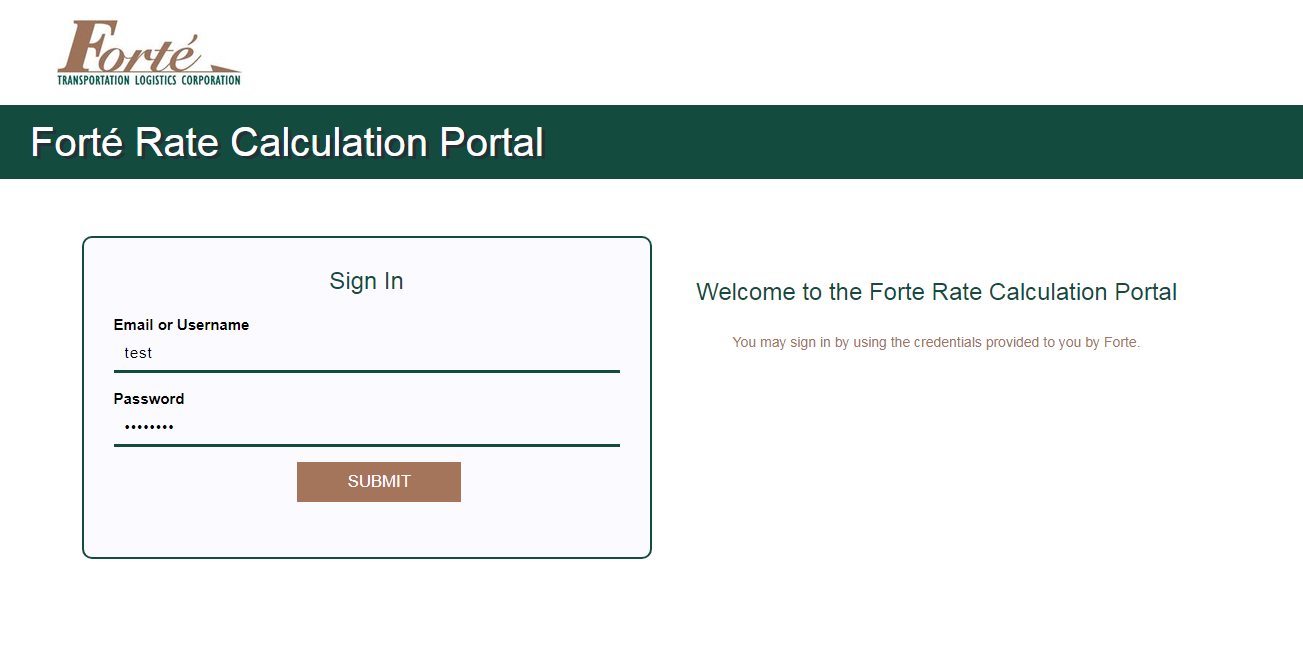 Forté
TRANSPORTATION LOGISTICS CORPORATION
Forté Rate Calculation Portal
Sign In
Email or Username
test
Password
••••••••
SUBMIT
Welcome to the Forte Rate Calculation Portal
You may sign in by using the credentials provided to you by Forte.